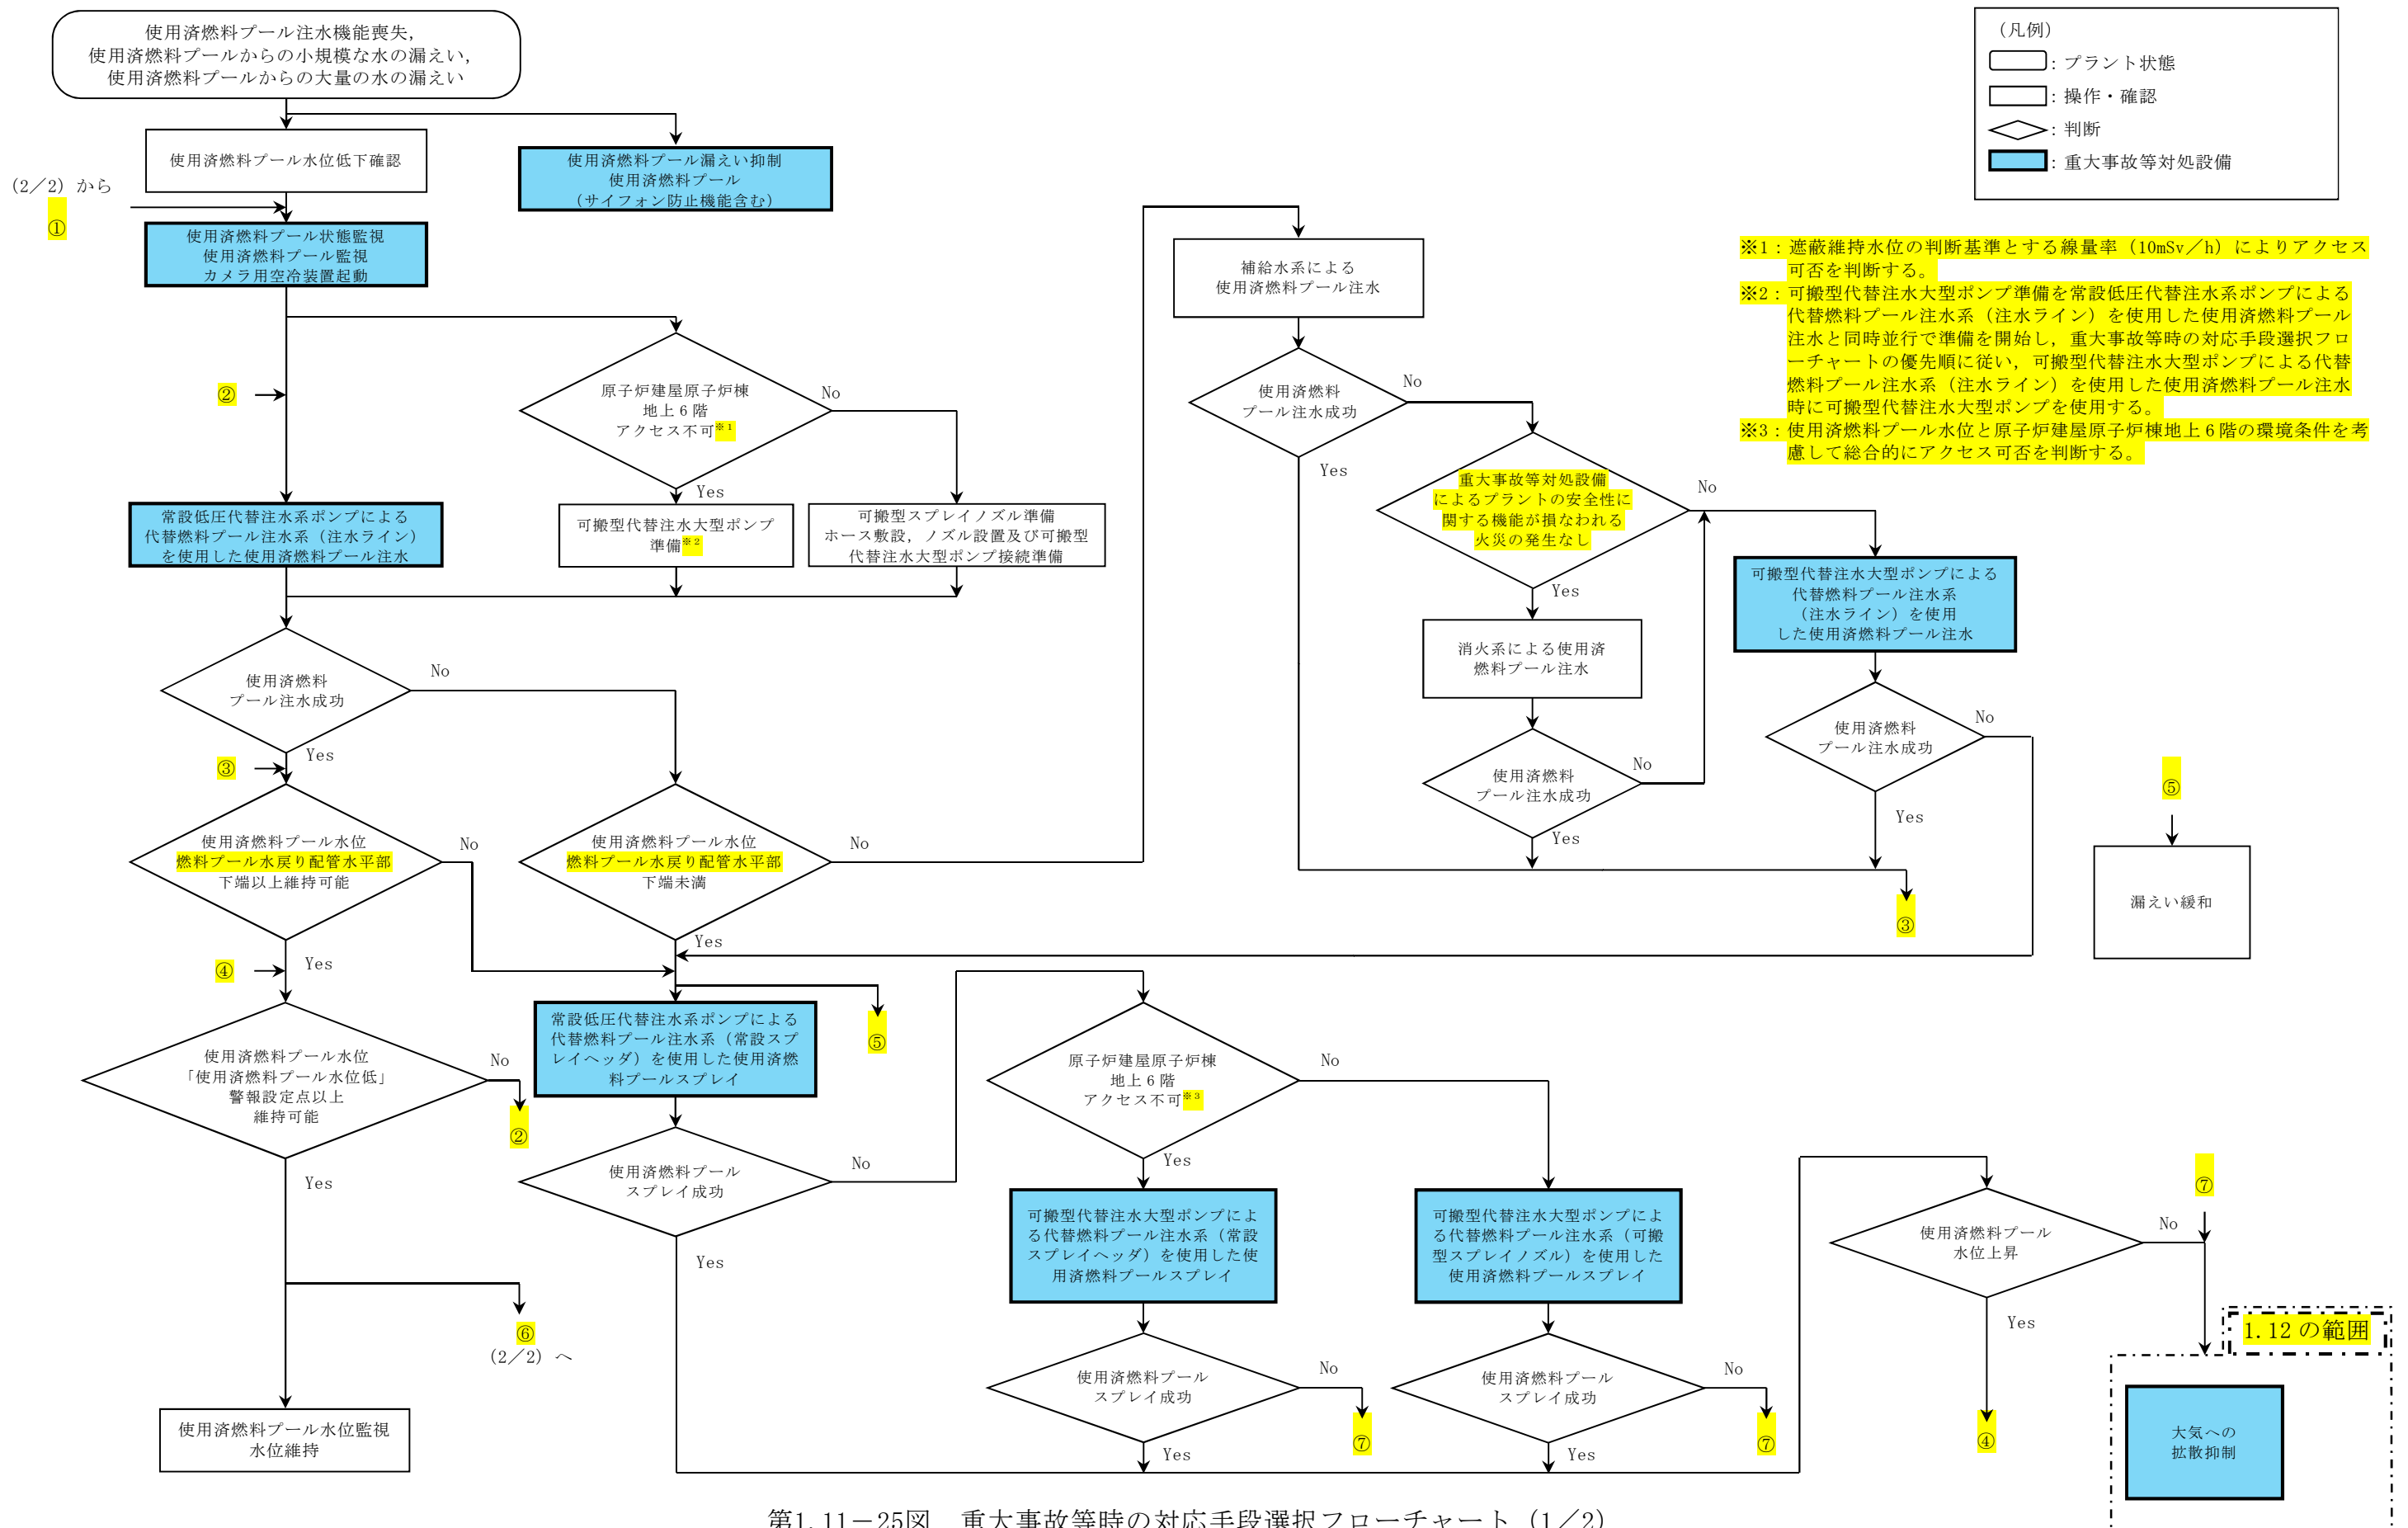 使用済燃料プール注水機能喪失,
使用済燃料プールからの小規模な水の漏えい,
使用済燃料プールからの大量の水の漏えい
使用済燃料プール水位低下確認
使用済燃料プール漏えい抑制
使用済燃料プール
（サイフォン防止機能含む）
（2／2）から
①
使用済燃料プール状態監視
使用済燃料プール監視
カメラ用空冷装置起動
②
原子炉建屋原子炉棟
地上６階
アクセス不可※１
No
Yes
常設低圧代替注水系ポンプによる
代替燃料プール注水系（注水ライン）
を使用した使用済燃料プール注水
可搬型代替注水大型ポンプ
準備※２
可搬型スプレイノズル準備
ホース敷設，ノズル設置及び可搬型
代替注水大型ポンプ接続準備
使用済燃料
プール注水成功
No
Yes
③
使用済燃料プール水位
燃料プール水戻り配管水平部
下端以上維持可能
No
Yes
使用済燃料プール水位
燃料プール水戻り配管水平部
下端未満
No
Yes
④
使用済燃料プール水位
「使用済燃料プール水位低」
警報設定点以上
維持可能
No
②
Yes
⑥
（2／2）へ
使用済燃料プール水位監視
水位維持
常設低圧代替注水系ポンプによる
代替燃料プール注水系（常設スプ
レイヘッダ）を使用した使用済燃
料プールスプレイ
⑤
使用済燃料プール
スプレイ成功
No
Yes
原子炉建屋原子炉棟
地上６階
アクセス不可※３
No
Yes
可搬型代替注水大型ポンプによ
る代替燃料プール注水系（常設
スプレイヘッダ）を使用した使
用済燃料プールスプレイ
可搬型代替注水大型ポンプによ
る代替燃料プール注水系（可搬
型スプレイノズル）を使用した
使用済燃料プールスプレイ
使用済燃料プール
スプレイ成功
No
⑦
Yes
使用済燃料プール
スプレイ成功
No
⑦
Yes
補給水系による
使用済燃料プール注水
使用済燃料
プール注水成功
No
Yes
重大事故等対処設備
によるプラントの安全性に
関する機能が損なわれる
火災の発生なし
No
Yes
消火系による使用済
燃料プール注水
使用済燃料
プール注水成功
No
Yes
可搬型代替注水大型ポンプによる
代替燃料プール注水系
（注水ライン）を使用
した使用済燃料プール注水
使用済燃料
プール注水成功
No
Yes
③
⑤
漏えい緩和
使用済燃料プール
水位上昇
No
Yes
④
⑦
1.12の範囲
大気への
拡散抑制
（凡例）
：プラント状態
：操作・確認
：判断
：重大事故等対処設備
※1：遮蔽維持水位の判断基準とする線量率（10mSv／h）によりアクセス
可否を判断する。
※2：可搬型代替注水大型ポンプ準備を常設低圧代替注水系ポンプによる
代替燃料プール注水系（注水ライン）を使用した使用済燃料プール
注水と同時並行で準備を開始し，重大事故等時の対応手段選択フロ
ーチャートの優先順に従い，可搬型代替注水大型ポンプによる代替
燃料プール注水系（注水ライン）を使用した使用済燃料プール注水
時に可搬型代替注水大型ポンプを使用する。
※3：使用済燃料プール水位と原子炉建屋原子炉棟地上６階の環境条件を考
慮して総合的にアクセス可否を判断する。
第1.11－25図　重大事故等時の対応手段選択フローチャート（1／2）